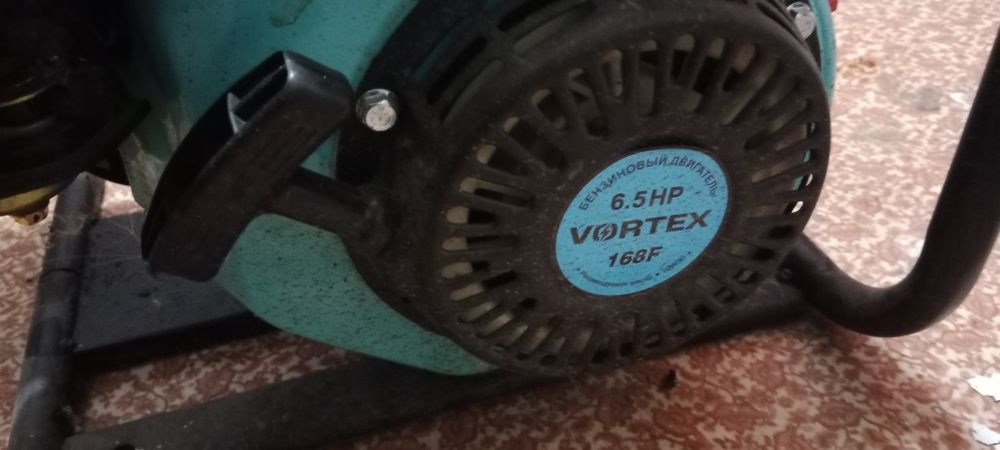 БЕНЗИНОВЫЙ ДВИГАТЕЛЬ
6.5HP
VORTEX
168F